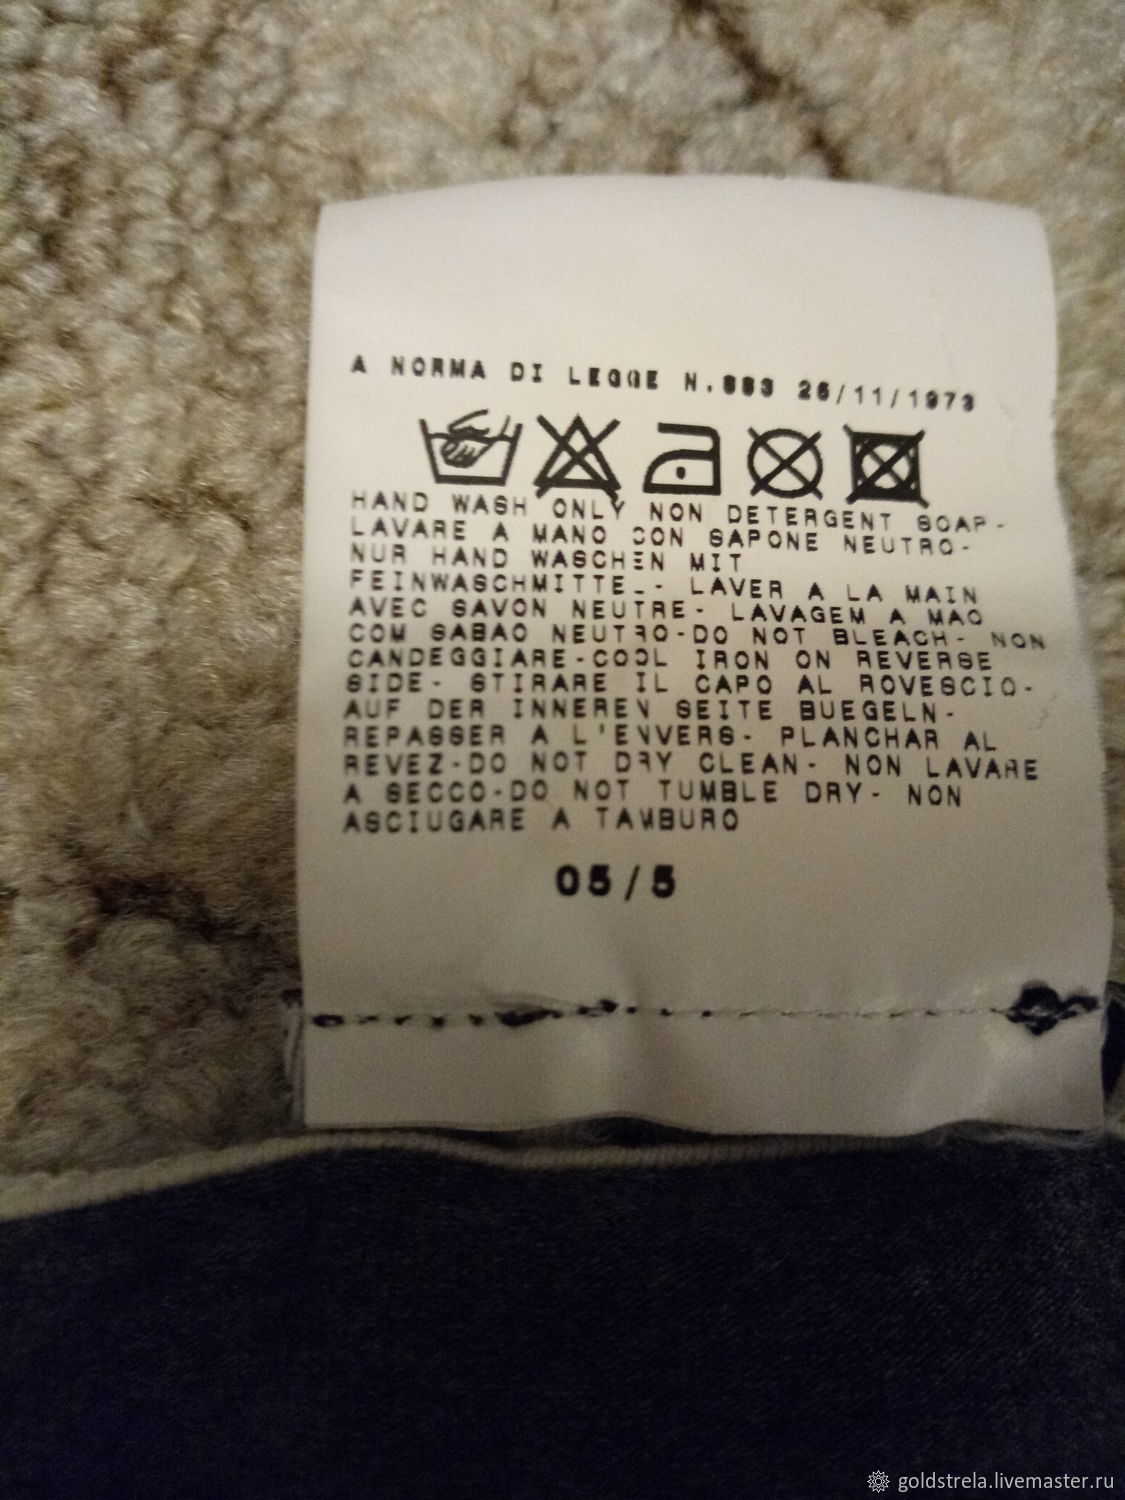 A NORMA DI LEGGE N.883 26/11/1973
HAND WASH ONLY NON DETERGENT SOAP-
LAVARE A MANO CON SAPONE NEUTRO-
NUR HAND WASCHEN MIT
FEINWASCHMITTE_- LAVER A LA MAIN
AVEC SAVON NEUTRE- LAVAGEM A MAO
COM SABAO NEUTRO-DO NOT BLEACH- NON
CANDEGGIARE-COOL IRON ON REVERSE
SIDE- STIRARE IL CAPO AL ROVESCIO-
AUF DER INNEREN SEITE BUEGELN-
REPASSER A L'ENVERS- PLANCHAR AL
REVEZ-DO NOT DRY CLEAN- NON LAVARE
A SECCO-DO NOT TUMBLE DRY- NON
ASCIUGARE A TAMBURO
05/5
goldstrela.livemaster.ru